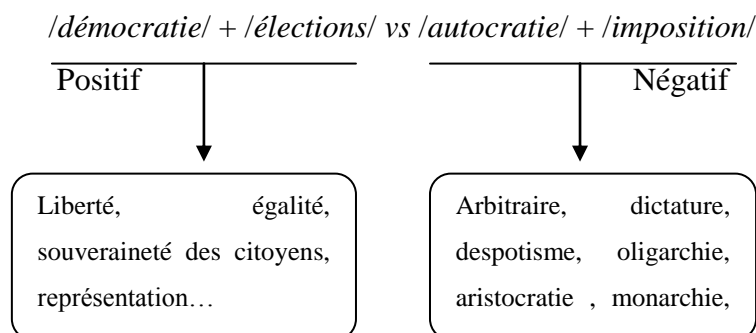 /démocratie/ + /élections/ vs /autocratie/ + /imposition/
Positif
Négatif
Liberté, égalité,
souveraineté des citoyens,
représentation…
Arbitraire, dictature,
despotisme, oligarchie,
aristocratie , monarchie,